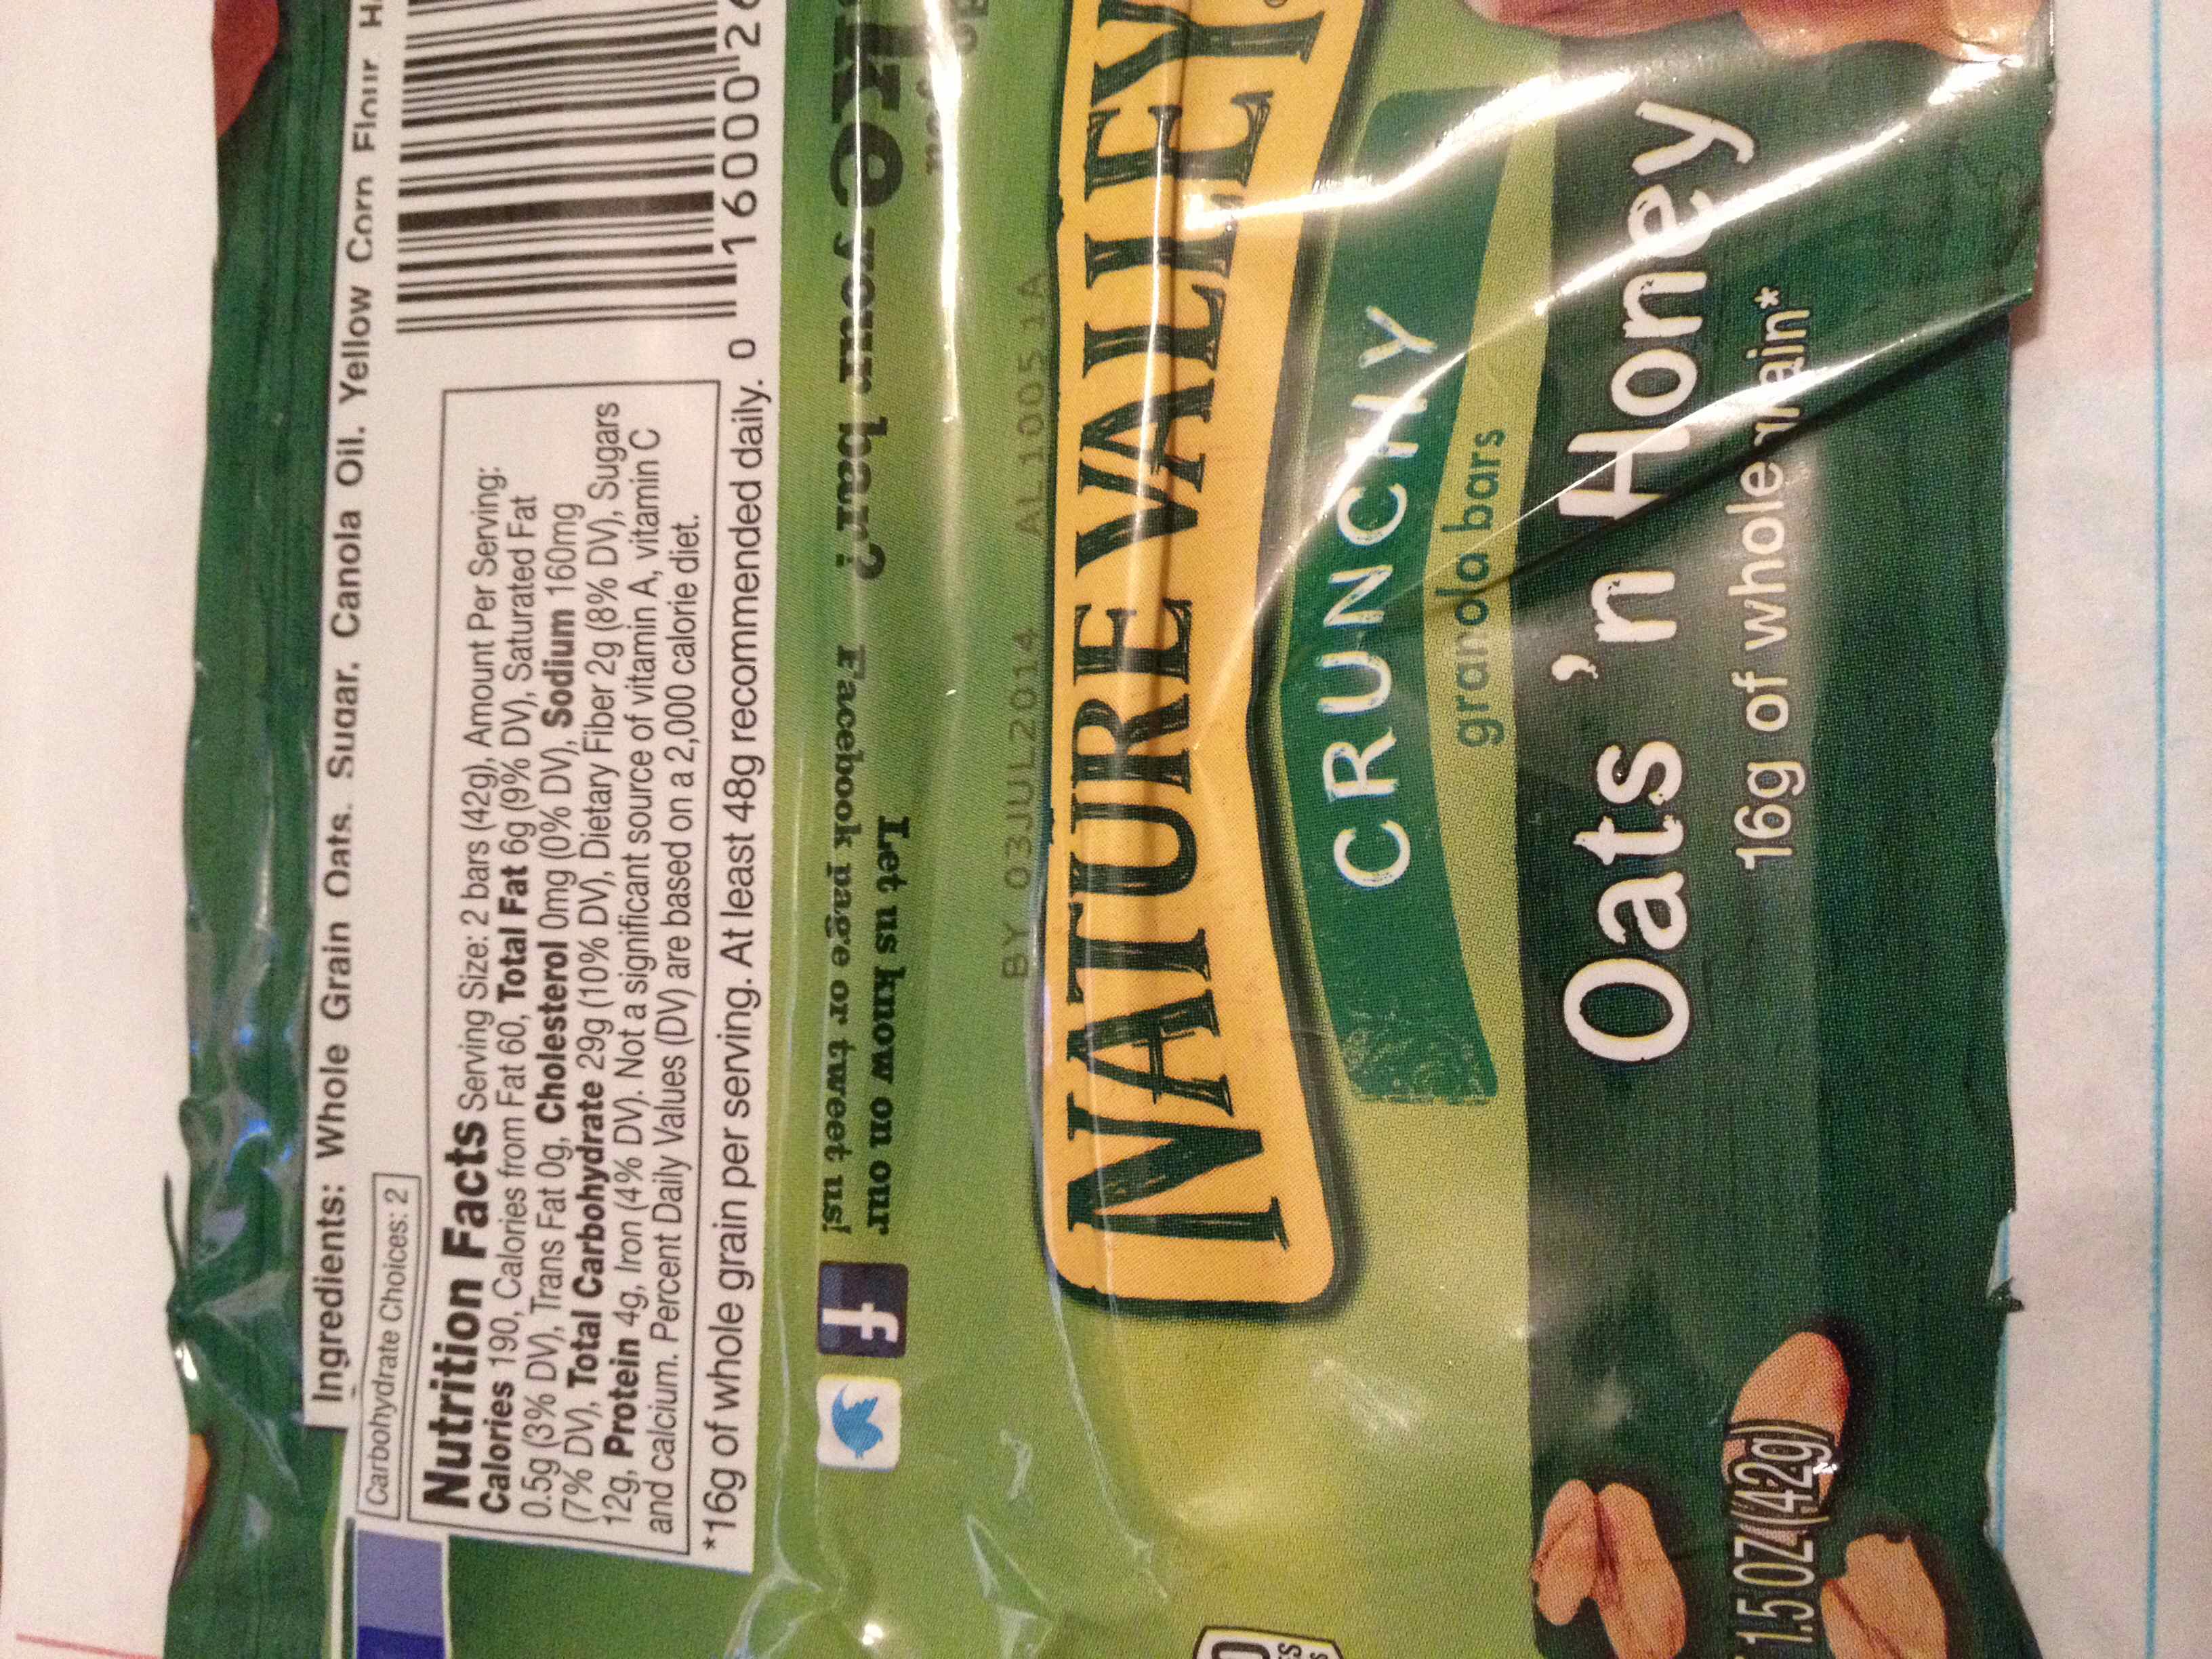 Ingredients: Whole Grain Oats. Sugar. Canola Oil. Yellow Corn Flour
Carbohydrate Choices: 2
Nutrition Facts Serving Size: 2 bars (42g), Amount Per Serving:
Calories 190, Calories from Fat 60, Total Fat 6g (9% DV), Saturated Fat
0.5g (3% DV), Trans Fat 0g, Cholesterol 0mg (0% DV), Sodium 160mg
(7% DV), Total Carbohydrate 29g (10% DV), Dietary Fiber 2g (8% DV), Sugars
12g, Protein 4g, Iron (4% DV). Not a significant source of vitamin A, vitamin C
and calcium. Percent Daily Values (DV) are based on a 2,000 calorie diet.
*16g of whole grain per serving. At least 48g recommended daily.
0 16000 26
your bar?
Let us know on our
Facebook page or tweet us!
BY 03JUL2014 AL 1005 1A
NATURE VALLEY
CRUNCHY
granola bars
Oats 'n Honey
16g of whole grain*
1.5 OZ (42g)